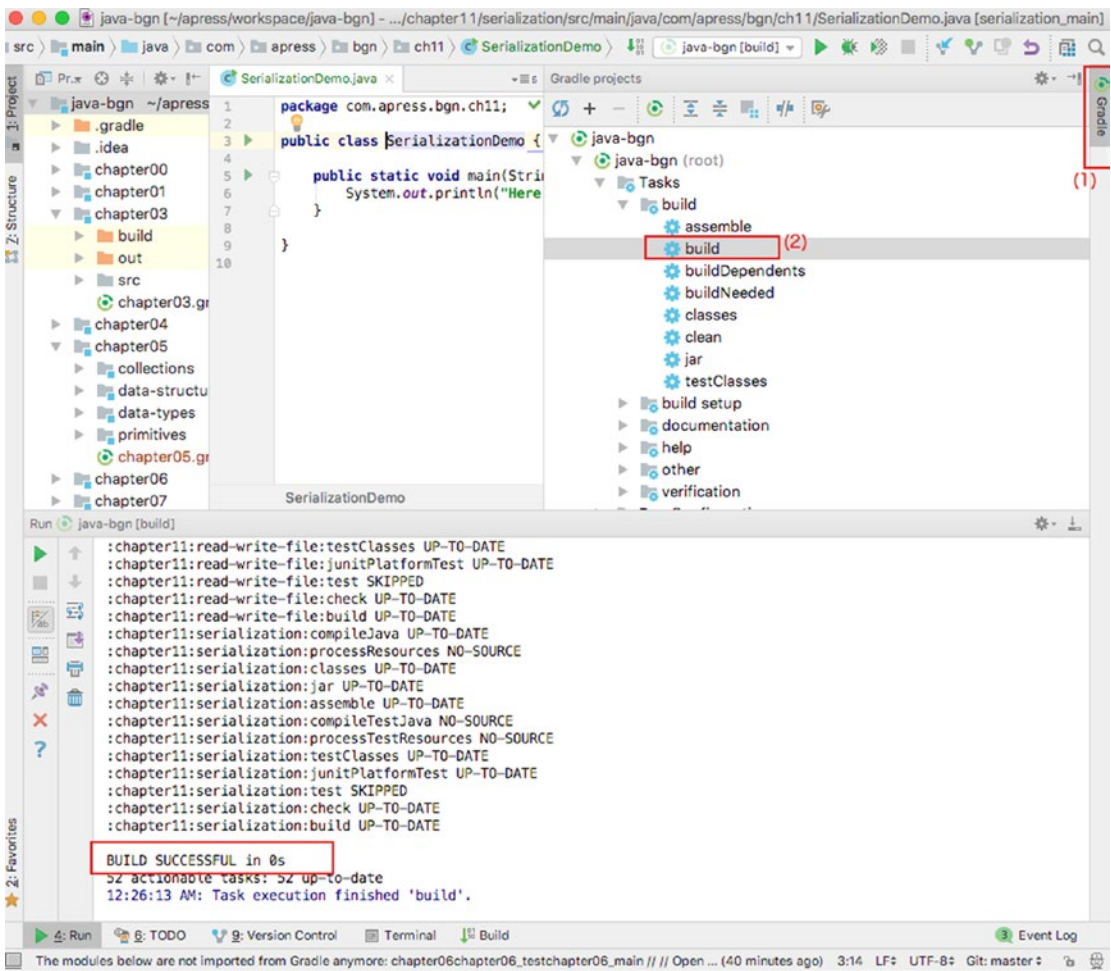 java-bgn [~/apress/workspace/java-bgn] - .../chapter11/serialization/src/main/java/com/apress/bgn/ch11/SerializationDemo.java [serialization_main]
src main java com apress bgn ch11 SerializationDemo java-bgn [build]
1: Project
Z: Structure
2: Favorites
Pr.
java-bgn ~/apress
.gradle
.idea
chapter00
chapter01
chapter03
build
out
src
chapter03.gr
chapter04
chapter05
collections
data-structu
data-types
primitives
chapter05.gr
chapter06
chapter07
SerializationDemo.java
1 package com.apress.bgn.ch11;
2
3 public class SerializationDemo {
4
5 public static void main(Stri
6 System.out.println("Here
7 }
8
9 }
10
SerializationDemo
Gradle projects
java-bgn
java-bgn (root)
Tasks
build
assemble
build (2)
buildDependents
buildNeeded
classes
clean
jar
testClasses
build setup
documentation
help
other
verification
Gradle
(1)
Run java-bgn [build]
:chapter11:read-write-file:testClasses UP-TO-DATE
:chapter11:read-write-file:junitPlatformTest UP-TO-DATE
:chapter11:read-write-file:test SKIPPED
:chapter11:read-write-file:check UP-TO-DATE
:chapter11:read-write-file:build UP-TO-DATE
:chapter11:serialization:compileJava UP-TO-DATE
:chapter11:serialization:processResources NO-SOURCE
:chapter11:serialization:classes UP-TO-DATE
:chapter11:serialization:jar UP-TO-DATE
:chapter11:serialization:assemble UP-TO-DATE
:chapter11:serialization:compileTestJava NO-SOURCE
:chapter11:serialization:processTestResources NO-SOURCE
:chapter11:serialization:testClasses UP-TO-DATE
:chapter11:serialization:junitPlatformTest UP-TO-DATE
:chapter11:serialization:test SKIPPED
:chapter11:serialization:check UP-TO-DATE
:chapter11:serialization:build UP-TO-DATE
BUILD SUCCESSFUL in 0s
52 actionable tasks: 52 up-to-date
12:26:13 AM: Task execution finished 'build'.
4: Run 6: TODO 9: Version Control Terminal Build 3 Event Log
The modules below are not imported from Gradle anymore: chapter06chapter06_testchapter06_main // // Open ... (40 minutes ago) 3:14 LF UTF-8 Git: master